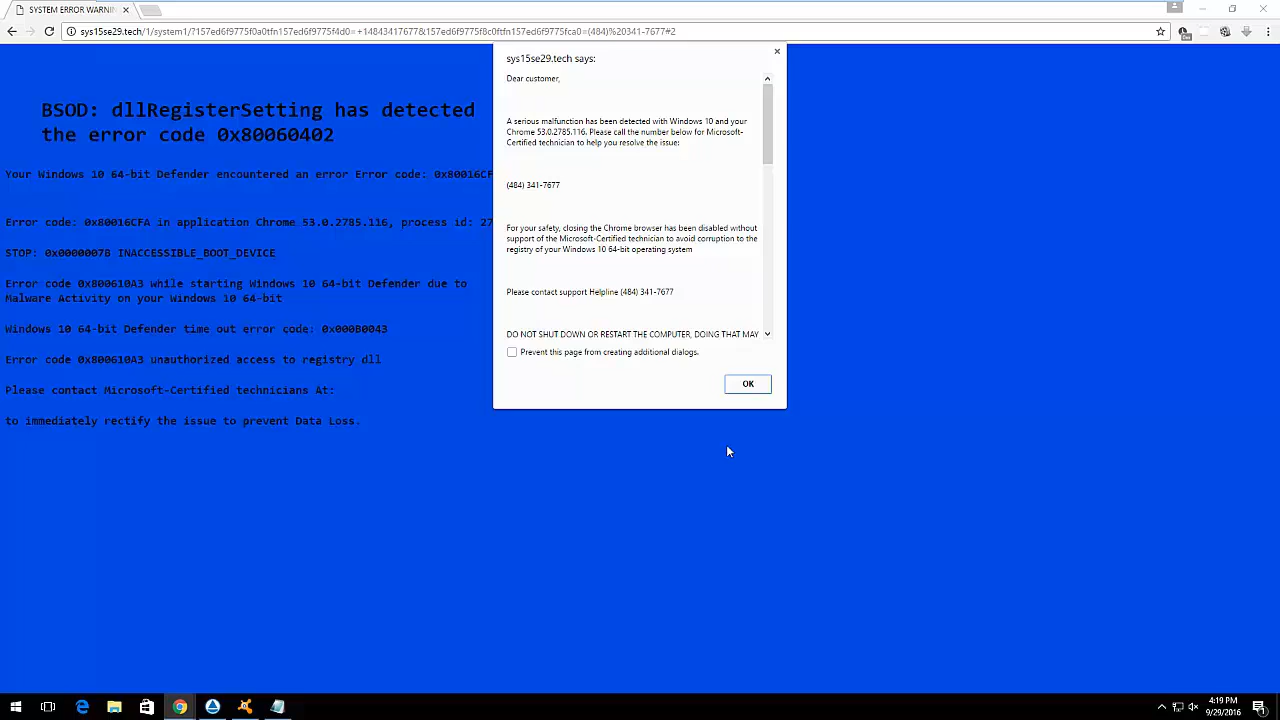 SYSTEM ERROR WARNIN
sys15se29.tech/1/system1/?157ed6f9775f0a0tfn157ed6f9775f4d0=+14843417677&157ed6f9775f8c0ftfn157ed6f9775fca0=(484)%20341-7677#2
sys15se29.tech says:
Dear customer,
A serious malfunction has been detected with Windows 10 and your
Chrome 53.0.2785.116. Please call the number below for Microsoft-
Certified technician to help you resolve the issue:
(484) 341-7677
For your safety, closing the Chrome browser has been disabled without
support of the Microsoft-Certified technician to avoid corruption to the
registry of your Windows 10 64-bit operating system
Please contact support Helpline (484) 341-7677
DO NOT SHUT DOWN OR RESTART THE COMPUTER, DOING THAT MAY
Prevent this page from creating additional dialogs.
OK
BSOD: dllRegisterSetting has detected
the error code 0x80060402
Your Windows 10 64-bit Defender encountered an error Error code: 0x80016CF
Error code: 0x80016CFA in application Chrome 53.0.2785.116, process id: 27
STOP: 0x0000007B INACCESSIBLE_BOOT_DEVICE
Error code 0x800610A3 while starting Windows 10 64-bit Defender due to
Malware Activity on your Windows 10 64-bit
Windows 10 64-bit Defender time out error code: 0x000B0043
Error code 0x800610A3 unauthorized access to registry dll
Please contact Microsoft-Certified technicians At:
to immediately rectify the issue to prevent Data Loss.
4:19 PM
9/29/2016